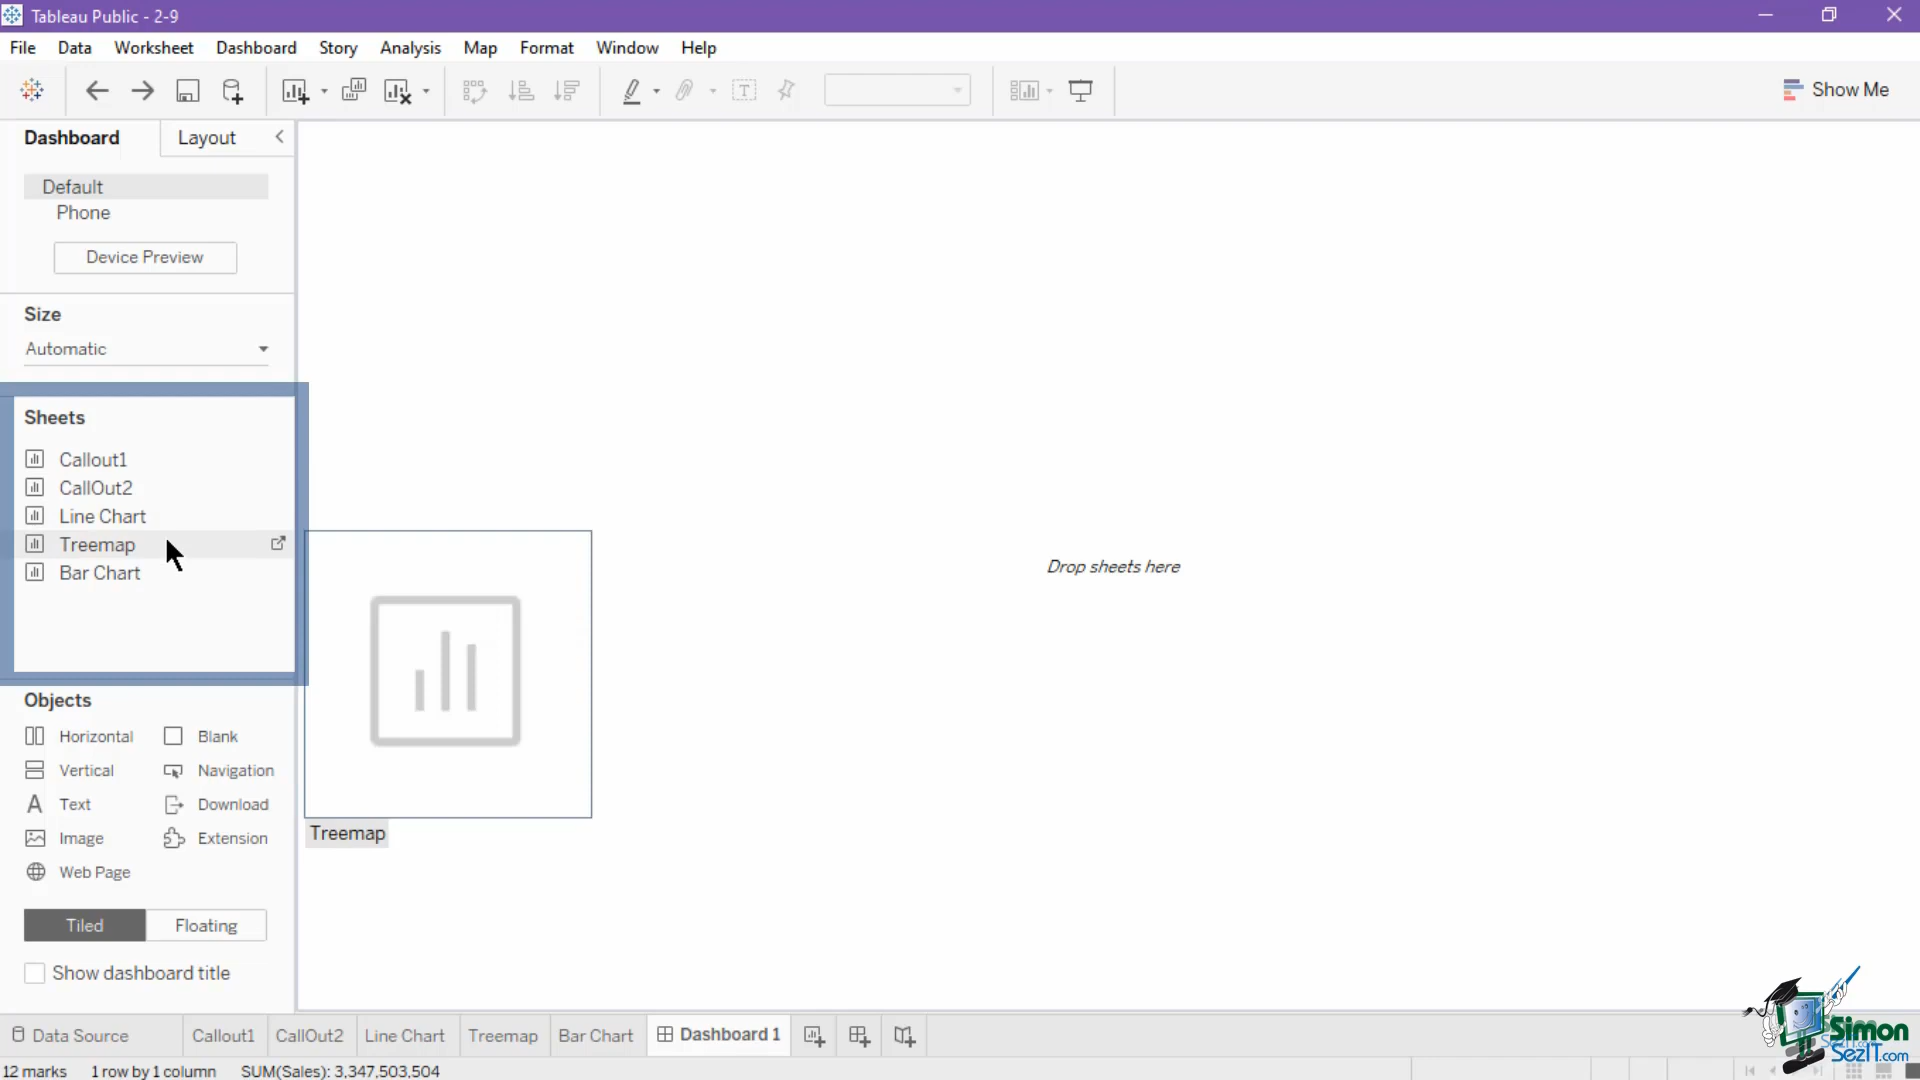 Tableau Public - 2-9
File Data Worksheet Dashboard Story Analysis Map Format Window Help
Show Me
Dashboard Layout
Default
Phone
Device Preview
Size
Automatic
Sheets
Callout1
CallOut2
Line Chart
Treemap
Bar Chart
Drop sheets here
Treemap
Objects
Horizontal Blank
Vertical Navigation
Text Download
Image Extension
Web Page
Tiled Floating
Show dashboard title
Data Source Callout1 CallOut2 Line Chart Treemap Bar Chart Dashboard 1
12 marks 1 row by 1 column SUM(Sales): 3,347,503,504
Simon
SezIT.com